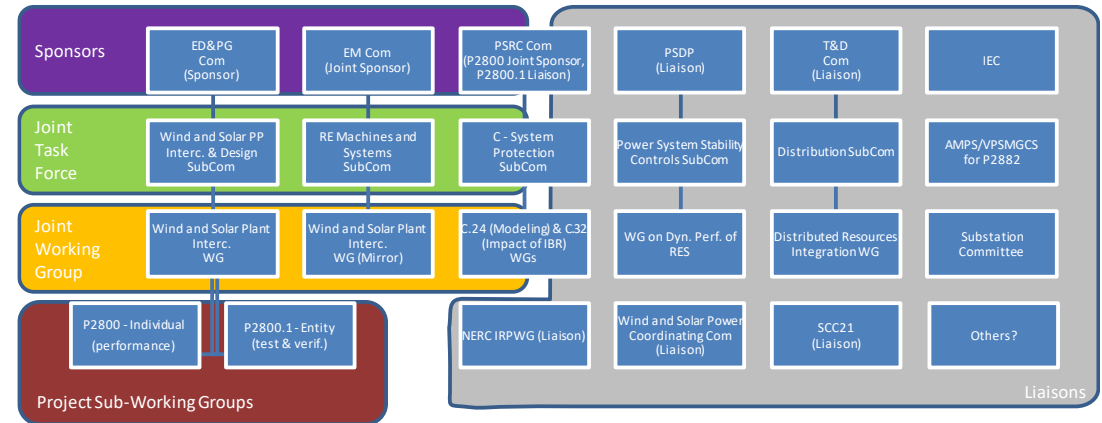 Sponsors
ED&PG
Com
(Sponsor)
EM Com
(Joint Sponsor)
PSRC Com
(P2800 Joint Sponsor,
P2800.1 Liaison)
PSDP
(Liaison)
T&D
Com
(Liaison)
IEC
Joint
Task
Force
Wind and Solar PP
Interc. & Design
SubCom
RE Machines and
Systems
SubCom
C - System
Protection
SubCom
Power System Stability
Controls SubCom
Distribution SubCom
AMPS/VPSMGCS
for P2882
Joint
Working
Group
Wind and Solar Plant
Interc.
WG
Wind and Solar Plant
Interc.
WG (Mirror)
C.24 (Modeling) & C.32
(Impact of IBR)
WGs
WG on Dyn. Perf. of
RES
Distributed Resources
Integration WG
Substation
Committee
P2800 - Individual
(performance)
P2800.1 - Entity
(test & verif.)
NERC IRPWG (Liaison)
Wind and Solar Power
Coordinating Com
(Liaison)
SCC21
(Liaison)
Others?
Project Sub-Working Groups
Liaisons